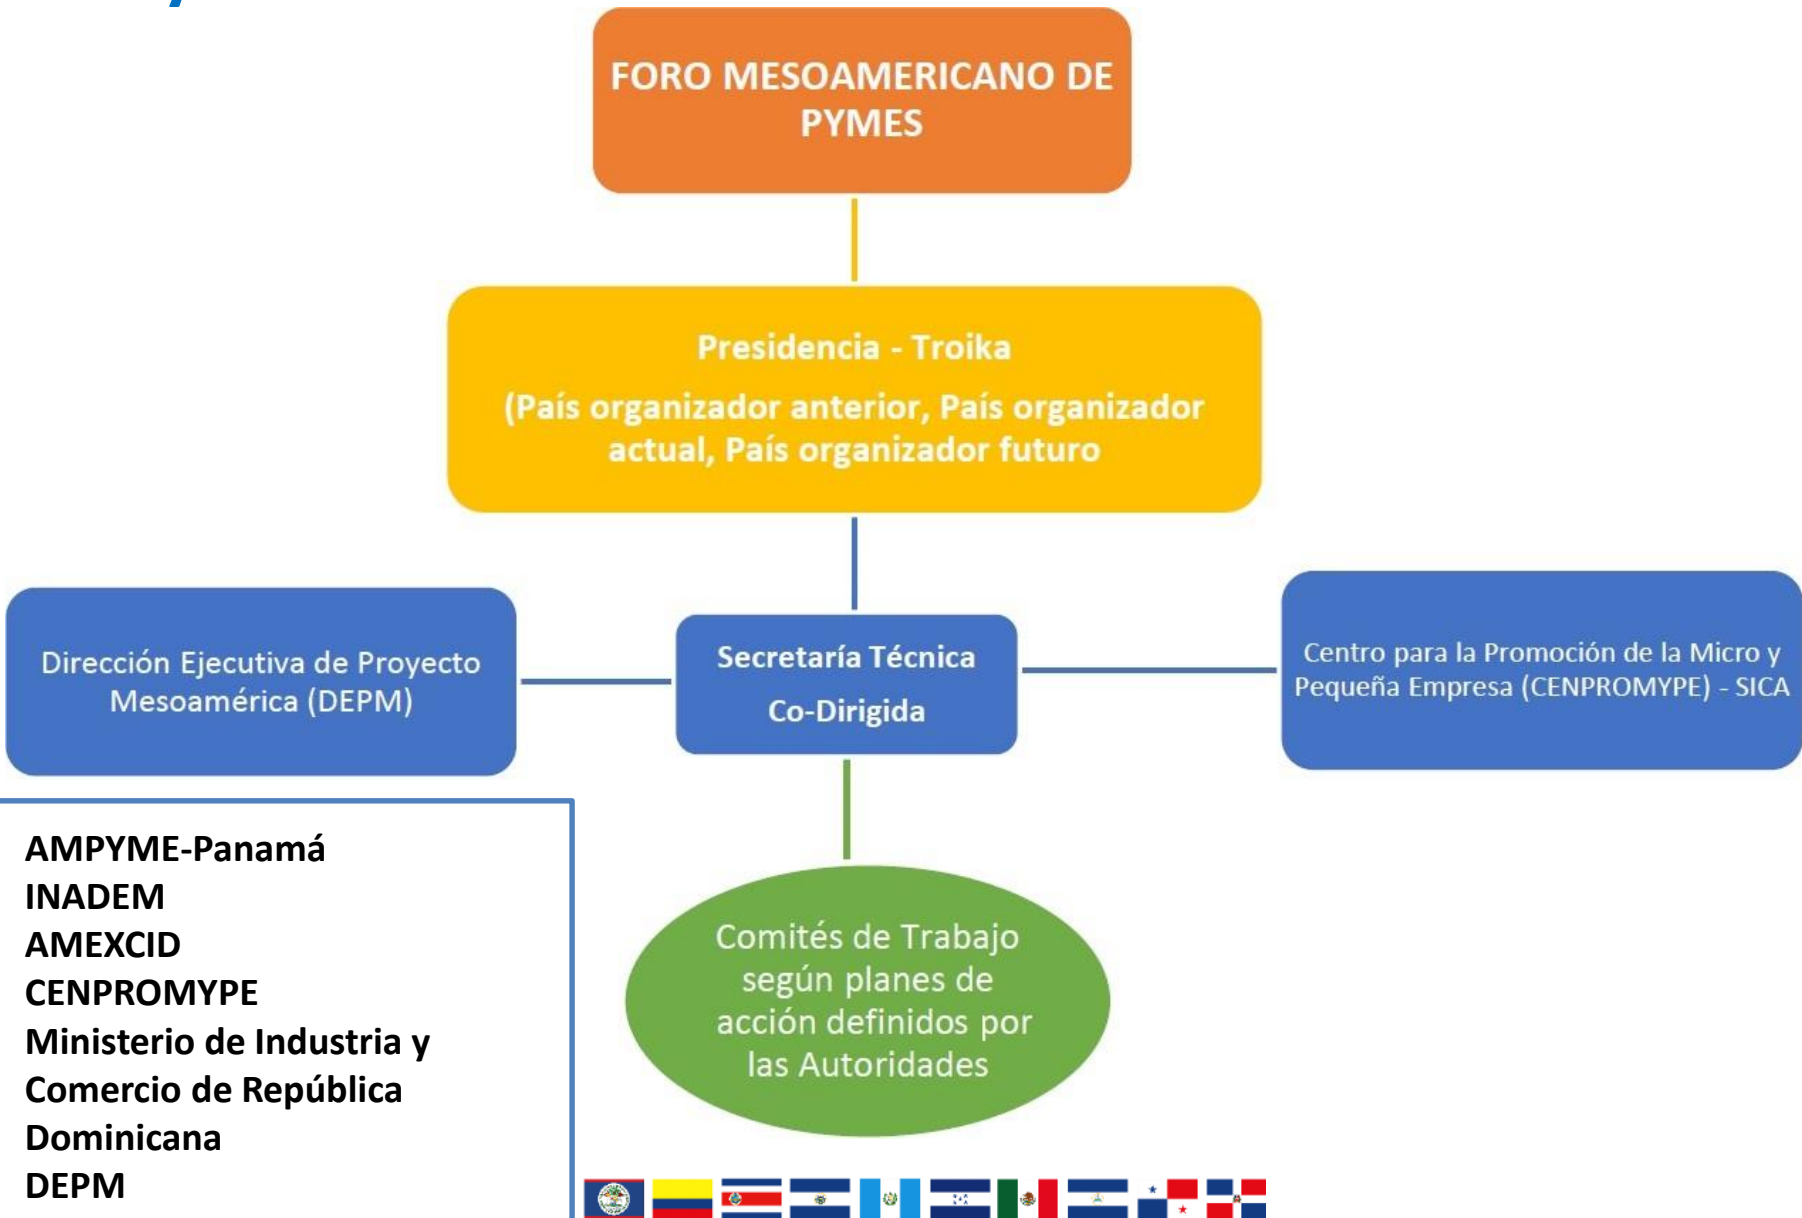 FORO MESOAMERICANO DE
PYMES
Presidencia - Troika
(País organizador anterior, País organizador
actual, País organizador futuro
Dirección Ejecutiva de Proyecto
Mesoamérica (DEPM)
Secretaría Técnica
Co-Dirigida
Centro para la Promoción de la Micro y
Pequeña Empresa (CENPROMYPE) - SICA
AMPYME-Panamá
INADEM
AMEXCID
CENPROMYPE
Ministerio de Industria y
Comercio de República
Dominicana
DEPM
Comités de Trabajo
según planes de
acción definidos por
las Autoridades